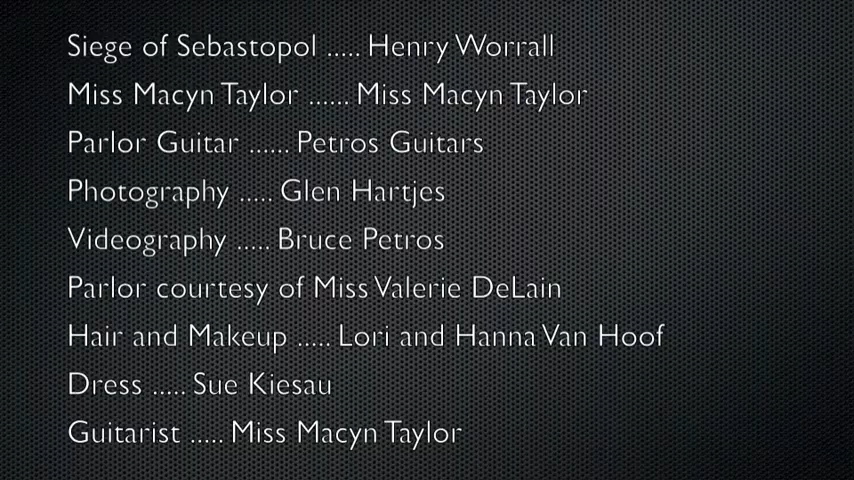 Siege of Sebastopol ..... Henry Worrall
Miss Macyn Taylor ...... Miss Macyn Taylor
Parlor Guitar ...... Petros Guitars
Photography ..... Glen Hartjes
Videography ..... Bruce Petros
Parlor courtesy of Miss Valerie DeLain
Hair and Makeup ..... Lori and Hanna Van Hoof
Dress ..... Sue Kiesau
Guitarist ..... Miss Macyn Taylor